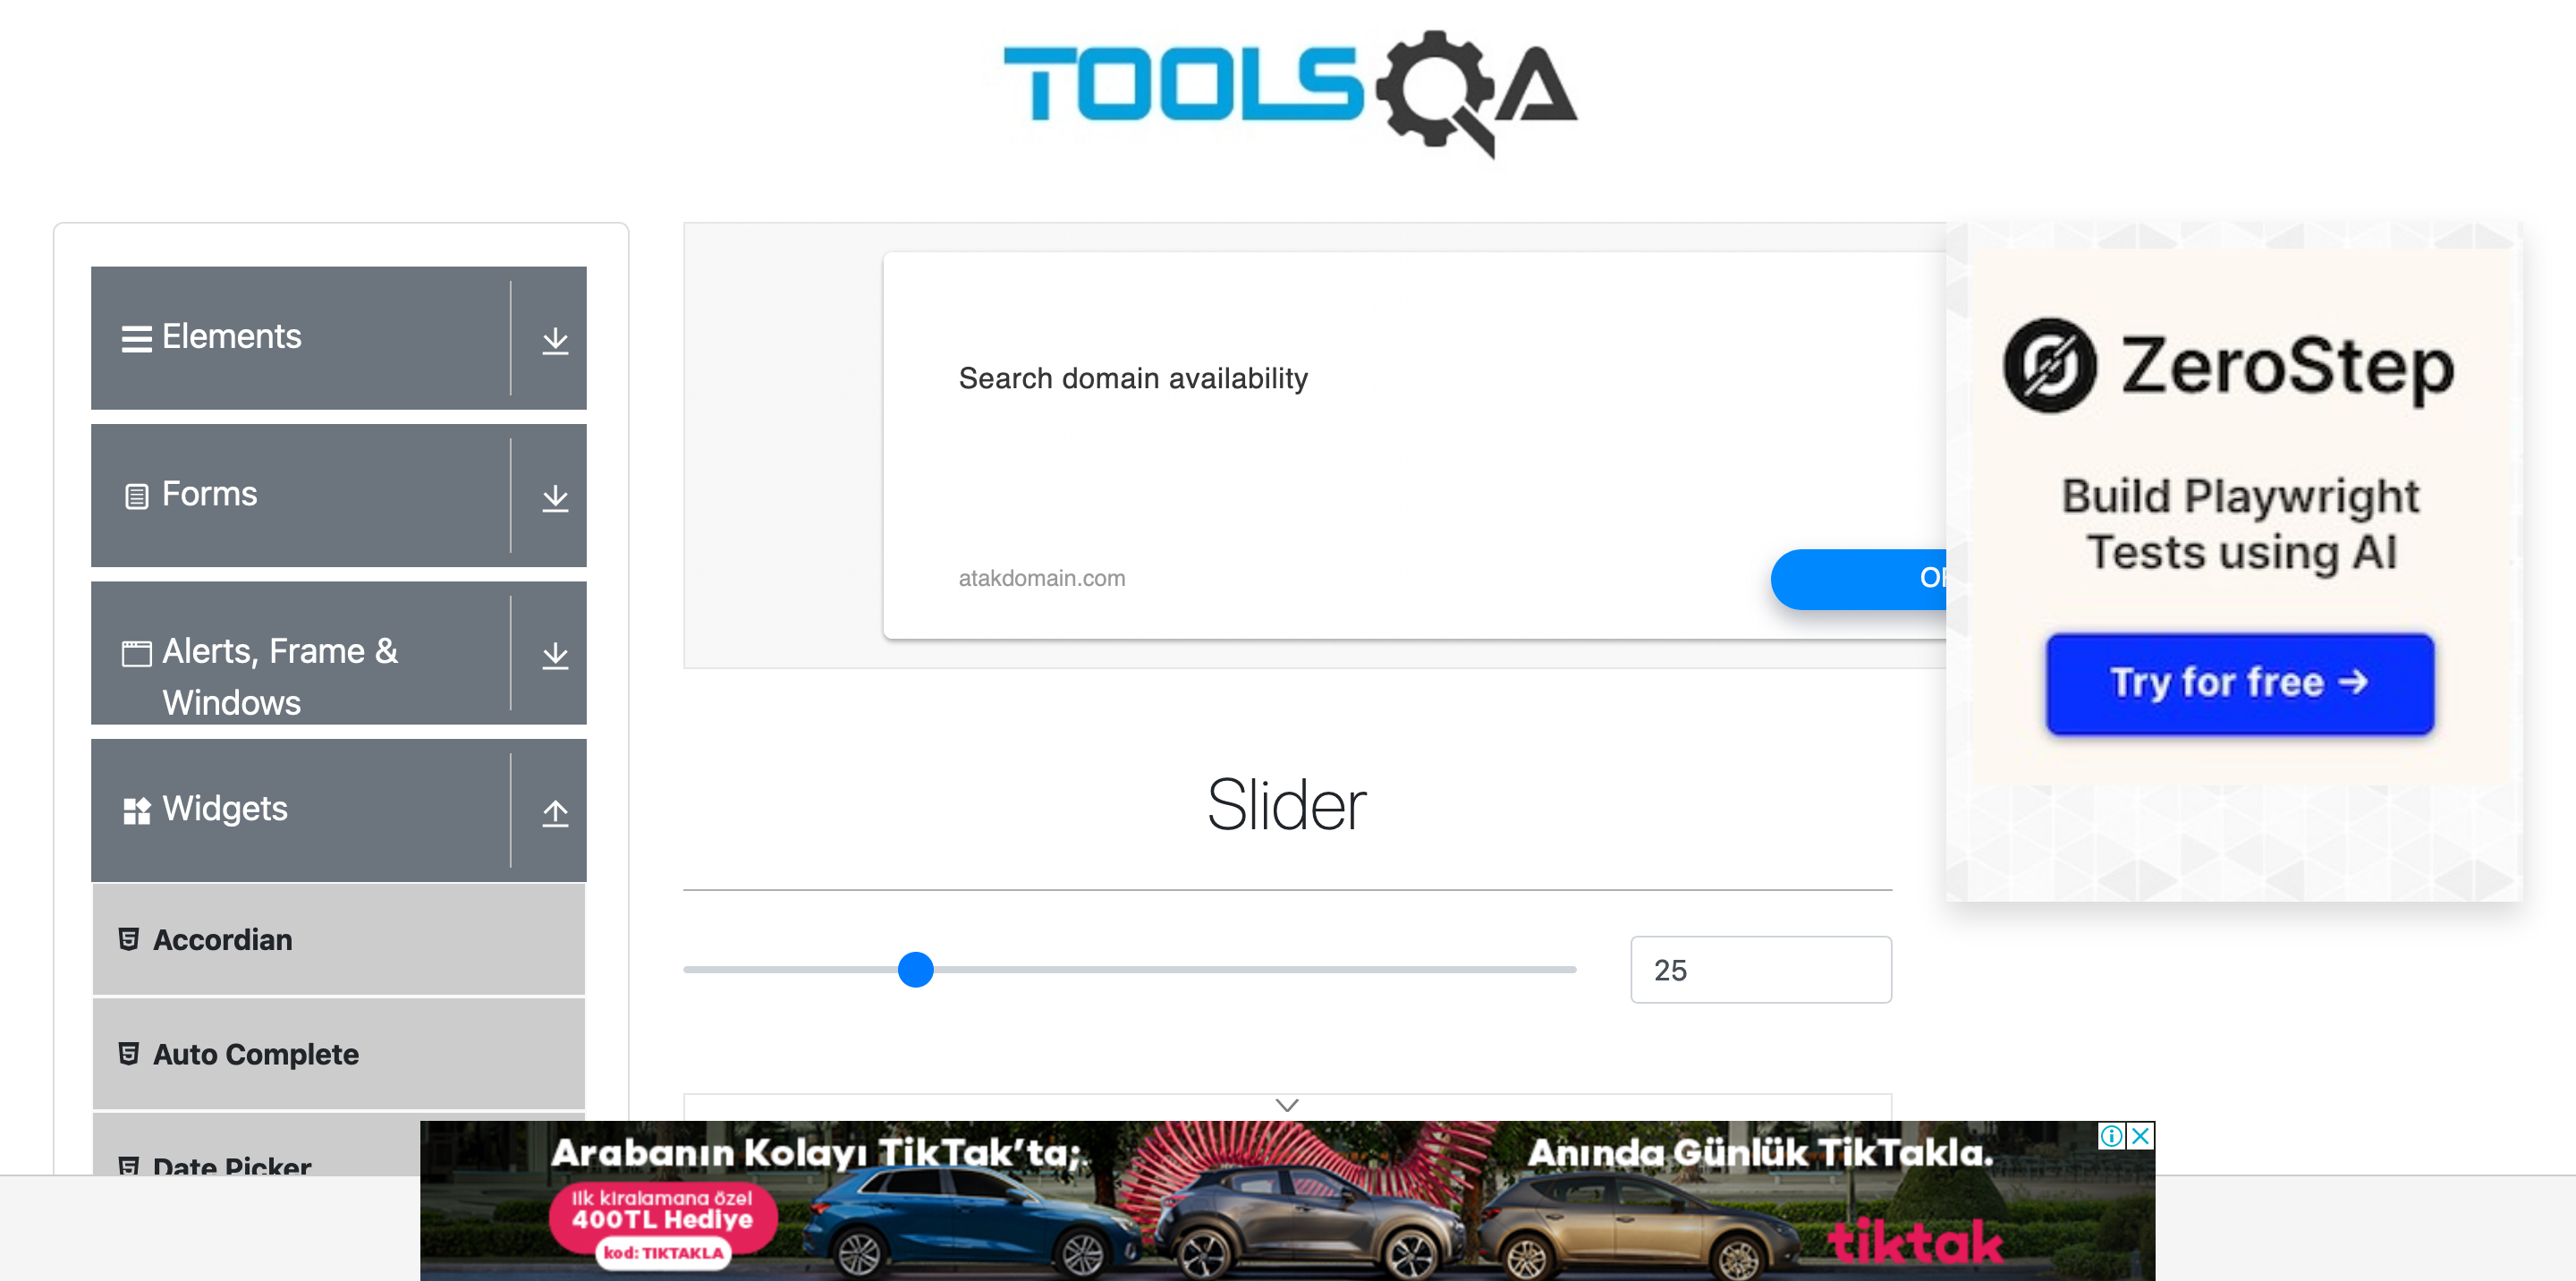 TOOLSQA
Elements
Forms
Alerts, Frame &
Windows
Widgets
Accordian
Auto Complete
Date Picker
Search domain availability
atakdomain.com
ZeroStep
Build Playwright
Tests using AI
Try for free →
Slider
25
Arabanın Kolayı TikTak’ta;
Anında Günlük TikTakla.
ilk kiralamana özel
400TL Hediye
kod: TIKTAKLA
tiktak